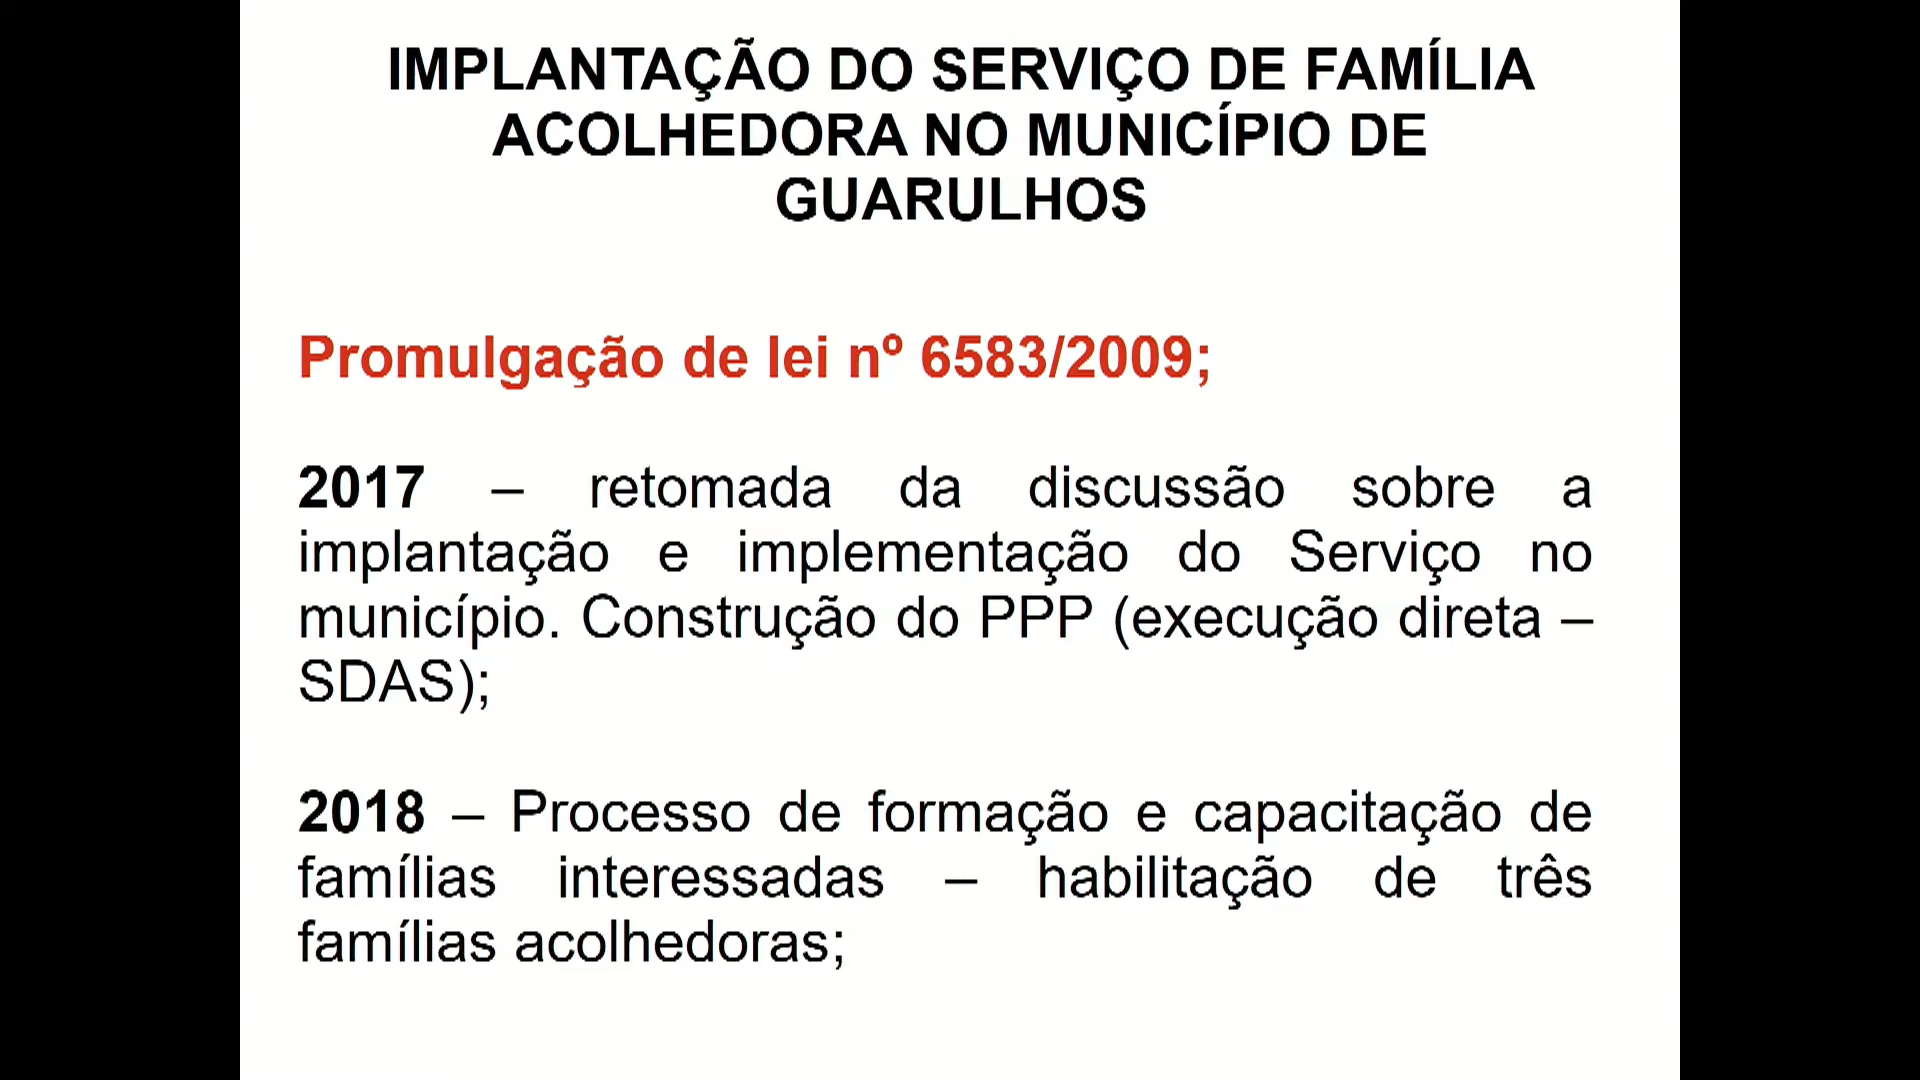 IMPLANTAÇÃO DO SERVIÇO DE FAMÍLIA
ACOLHEDORA NO MUNICÍPIO DE
GUARULHOS
Promulgação de lei nº 6583/2009;
2017 – retomada da discussão sobre a
implantação e implementação do Serviço no
município. Construção do PPP (execução direta –
SDAS);
2018 – Processo de formação e capacitação de
famílias interessadas – habilitação de três
famílias acolhedoras;